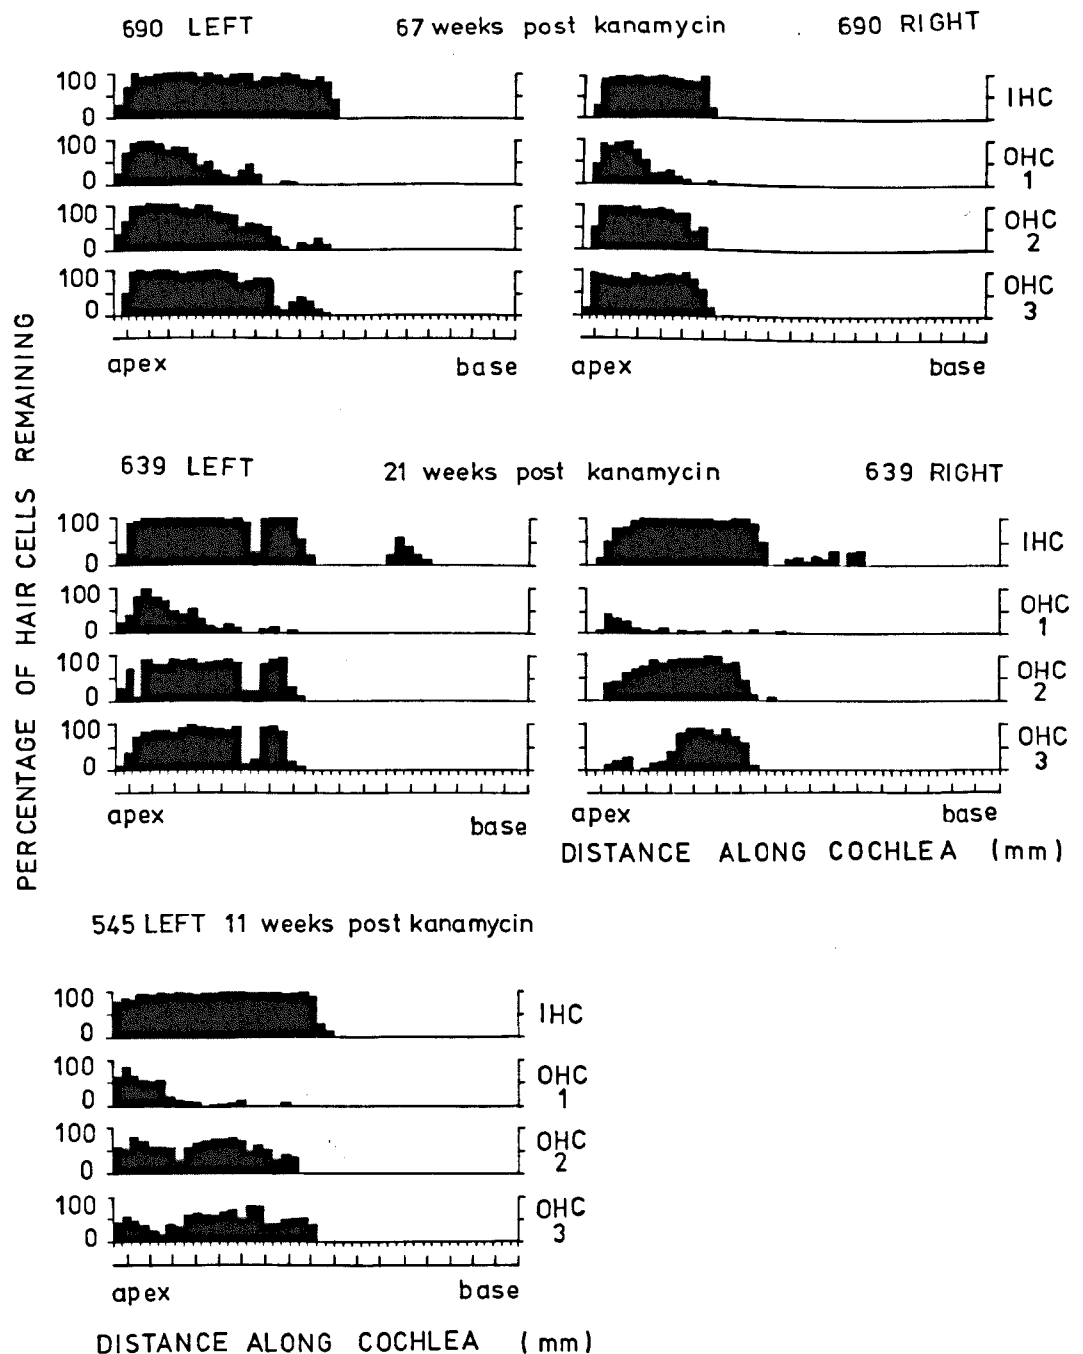 690 LEFT 67 weeks post kanamycin 690 RIGHT
100
0
IHC
100
0
OHC
1
100
0
OHC
2
100
0
OHC
3
apex base apex base
PERCENTAGE OF HAIR CELLS REMAINING
639 LEFT 21 weeks post kanamycin 639 RIGHT
100
0
IHC
100
0
OHC
1
100
0
OHC
2
100
0
OHC
3
apex base apex base
DISTANCE ALONG COCHLEA (mm)
545 LEFT 11 weeks post kanamycin
100
0
IHC
100
0
OHC
1
100
0
OHC
2
100
0
OHC
3
apex base
DISTANCE ALONG COCHLEA (mm)